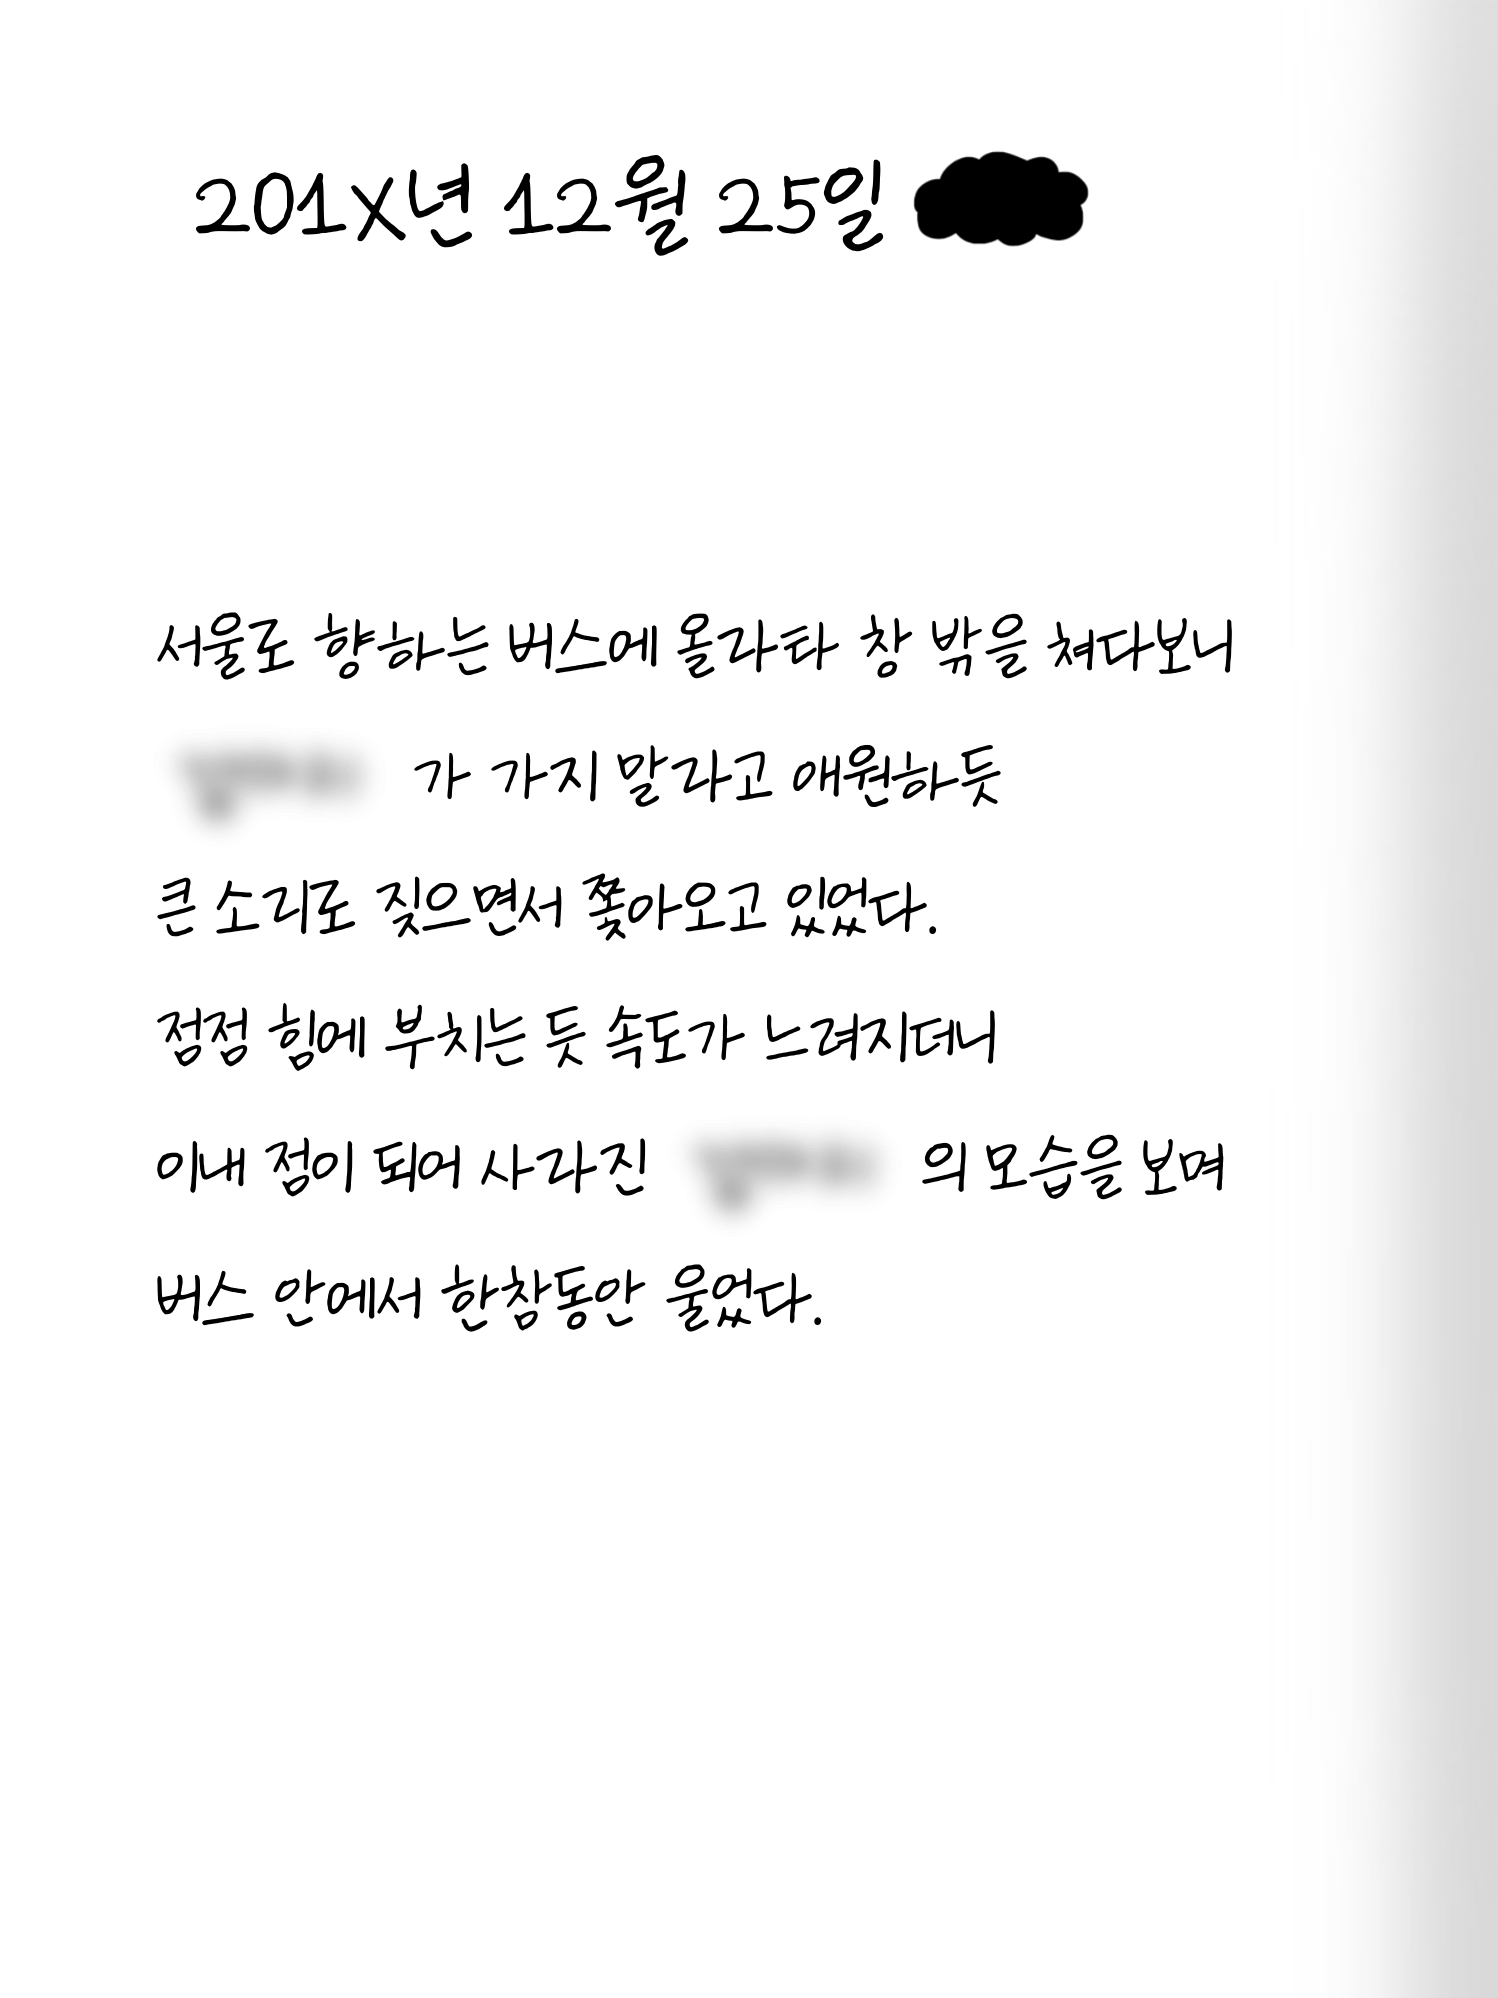 201X년 12월 25일
서울로 향하는 버스에 올라타 창 밖을 쳐다보니
가 가지 말라고 애원하듯
큰 소리로 짖으면서 쫓아오고 있었다.
점점 힘에 부치는 듯 속도가 느려지더니
이내 점이 되어 사라진 의 모습을 보며
버스 안에서 한참동안 울었다.